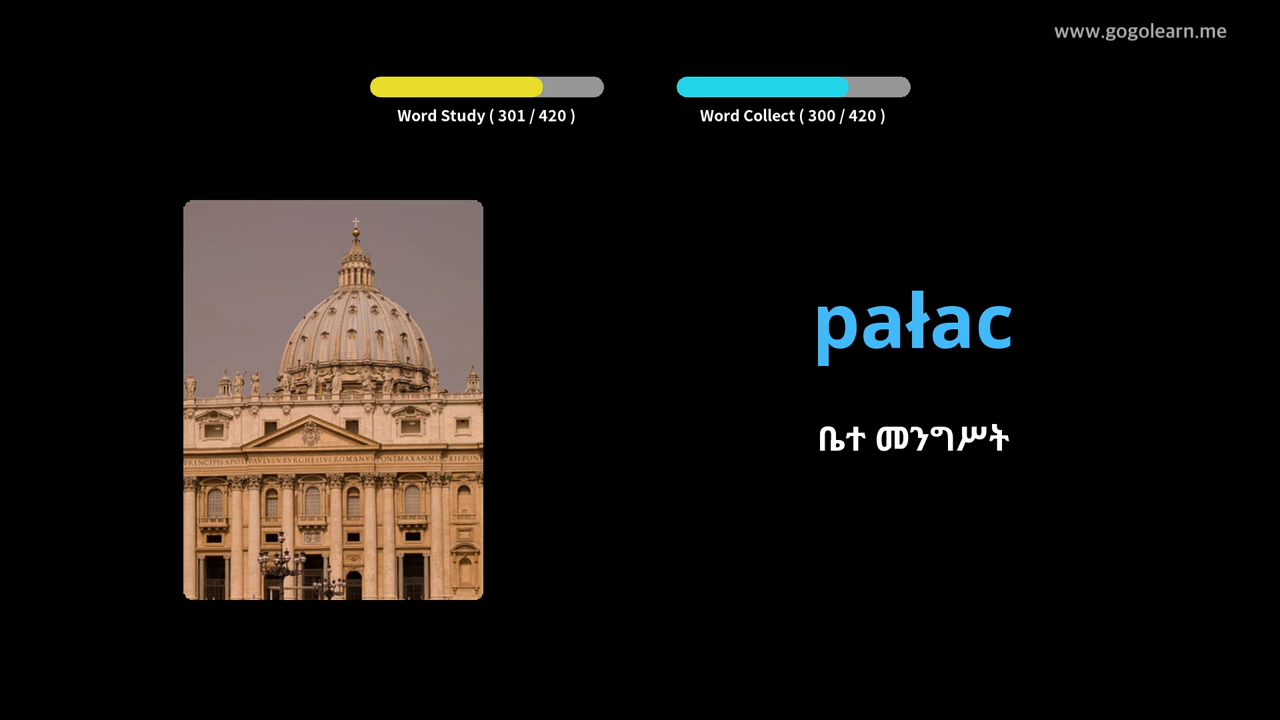 www.gogolearn.me
Word Study ( 301 / 420 )
Word Collect ( 300 / 420 )
pałac
ቤተ መንግሥት